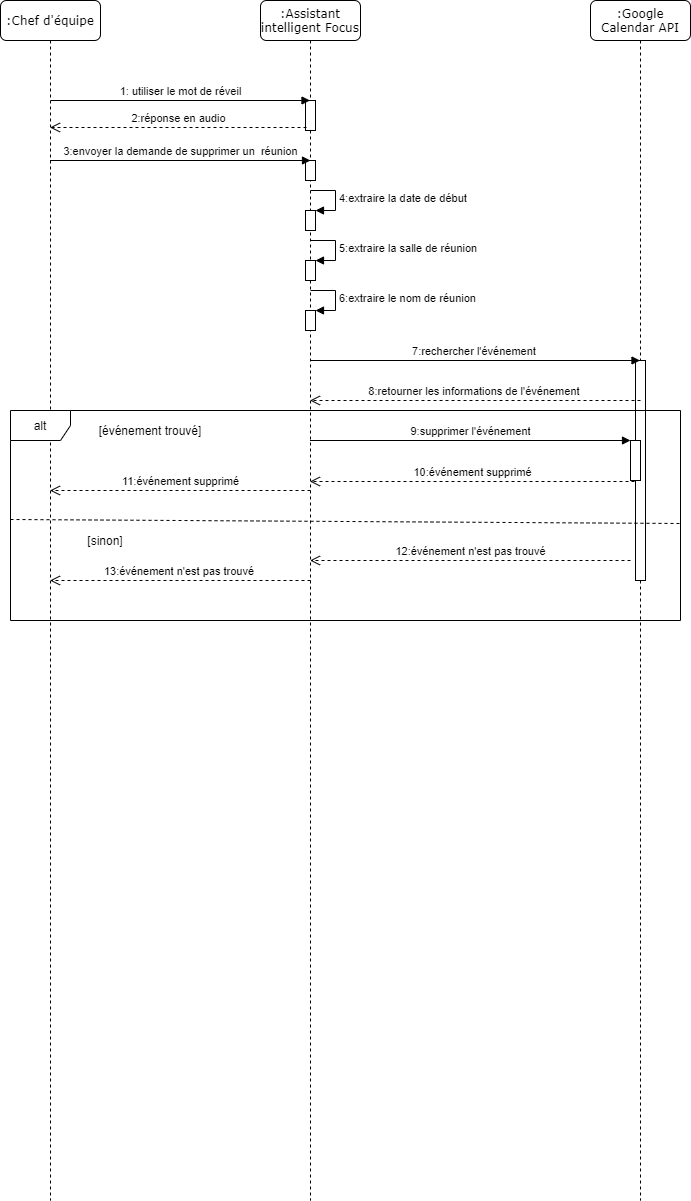 :Chef d'équipe
:Assistant
intelligent Focus
:Google
Calendar API
1: utiliser le mot de réveil
2:réponse en audio
3:envoyer la demande de supprimer un  réunion
4:extraire la date de début
5:extraire la salle de réunion
6:extraire le nom de réunion
7:rechercher l'événement
8:retourner les informations de l'événement
alt
[événement trouvé]
9:supprimer l'événement
10:événement supprimé
11:événement supprimé
[sinon]
12:événement n'est pas trouvé
13:événement n'est pas trouvé